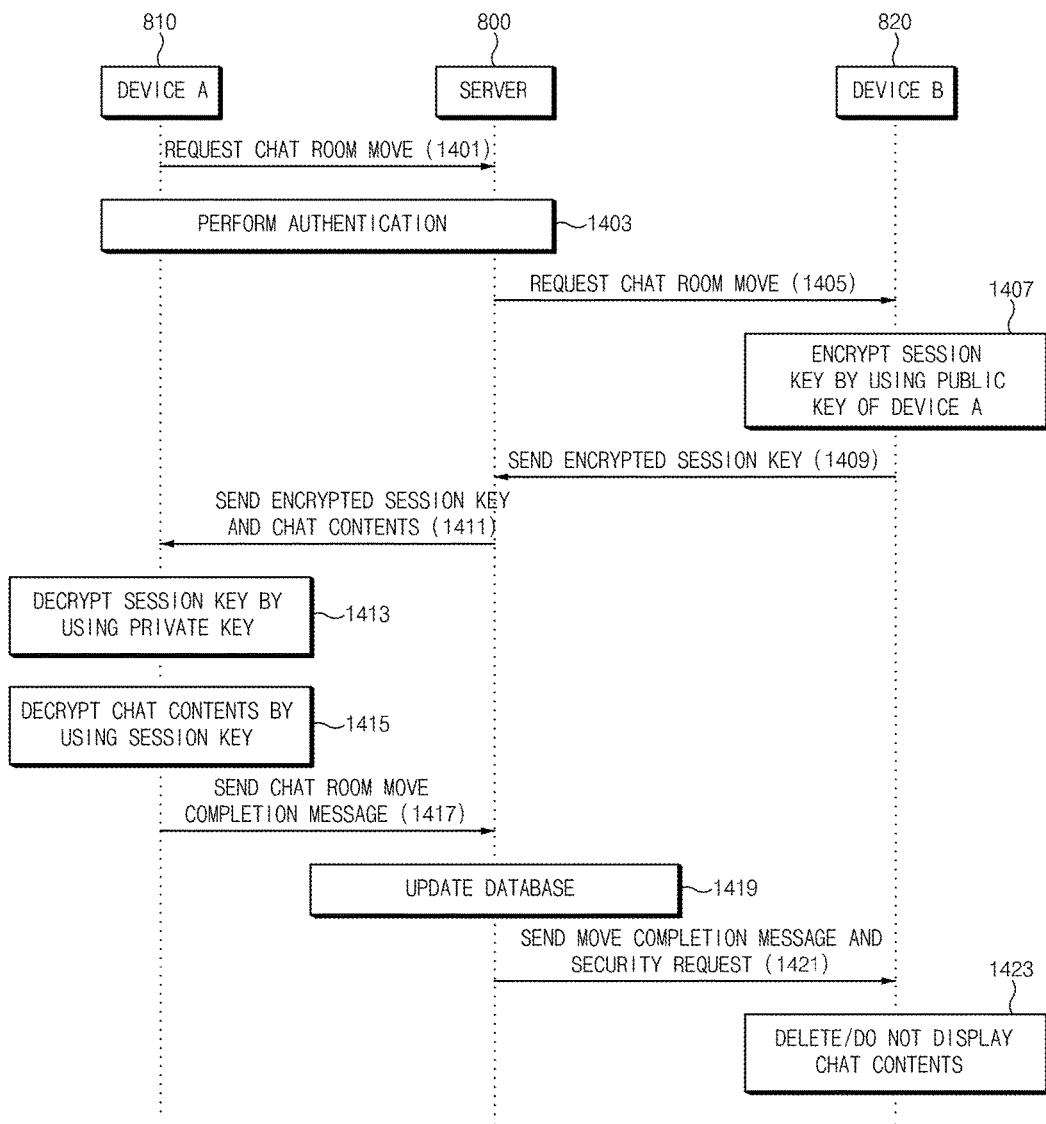 810
800
820
DEVICE A
SERVER
DEVICE B
REQUEST CHAT ROOM MOVE (1401)
PERFORM AUTHENTICATION
1403
REQUEST CHAT ROOM MOVE (1405)
1407
ENCRYPT SESSION
KEY BY USING PUBLIC
KEY OF DEVICE A
SEND ENCRYPTED SESSION KEY (1409)
SEND ENCRYPTED SESSION KEY
AND CHAT CONTENTS (1411)
DECRYPT SESSION KEY BY
USING PRIVATE KEY
1413
DECRYPT CHAT CONTENTS BY
USING SESSION KEY
1415
SEND CHAT ROOM MOVE
COMPLETION MESSAGE (1417)
UPDATE DATABASE
1419
SEND MOVE COMPLETION MESSAGE AND
SECURITY REQUEST (1421)
1423
DELETE/DO NOT DISPLAY
CHAT CONTENTS